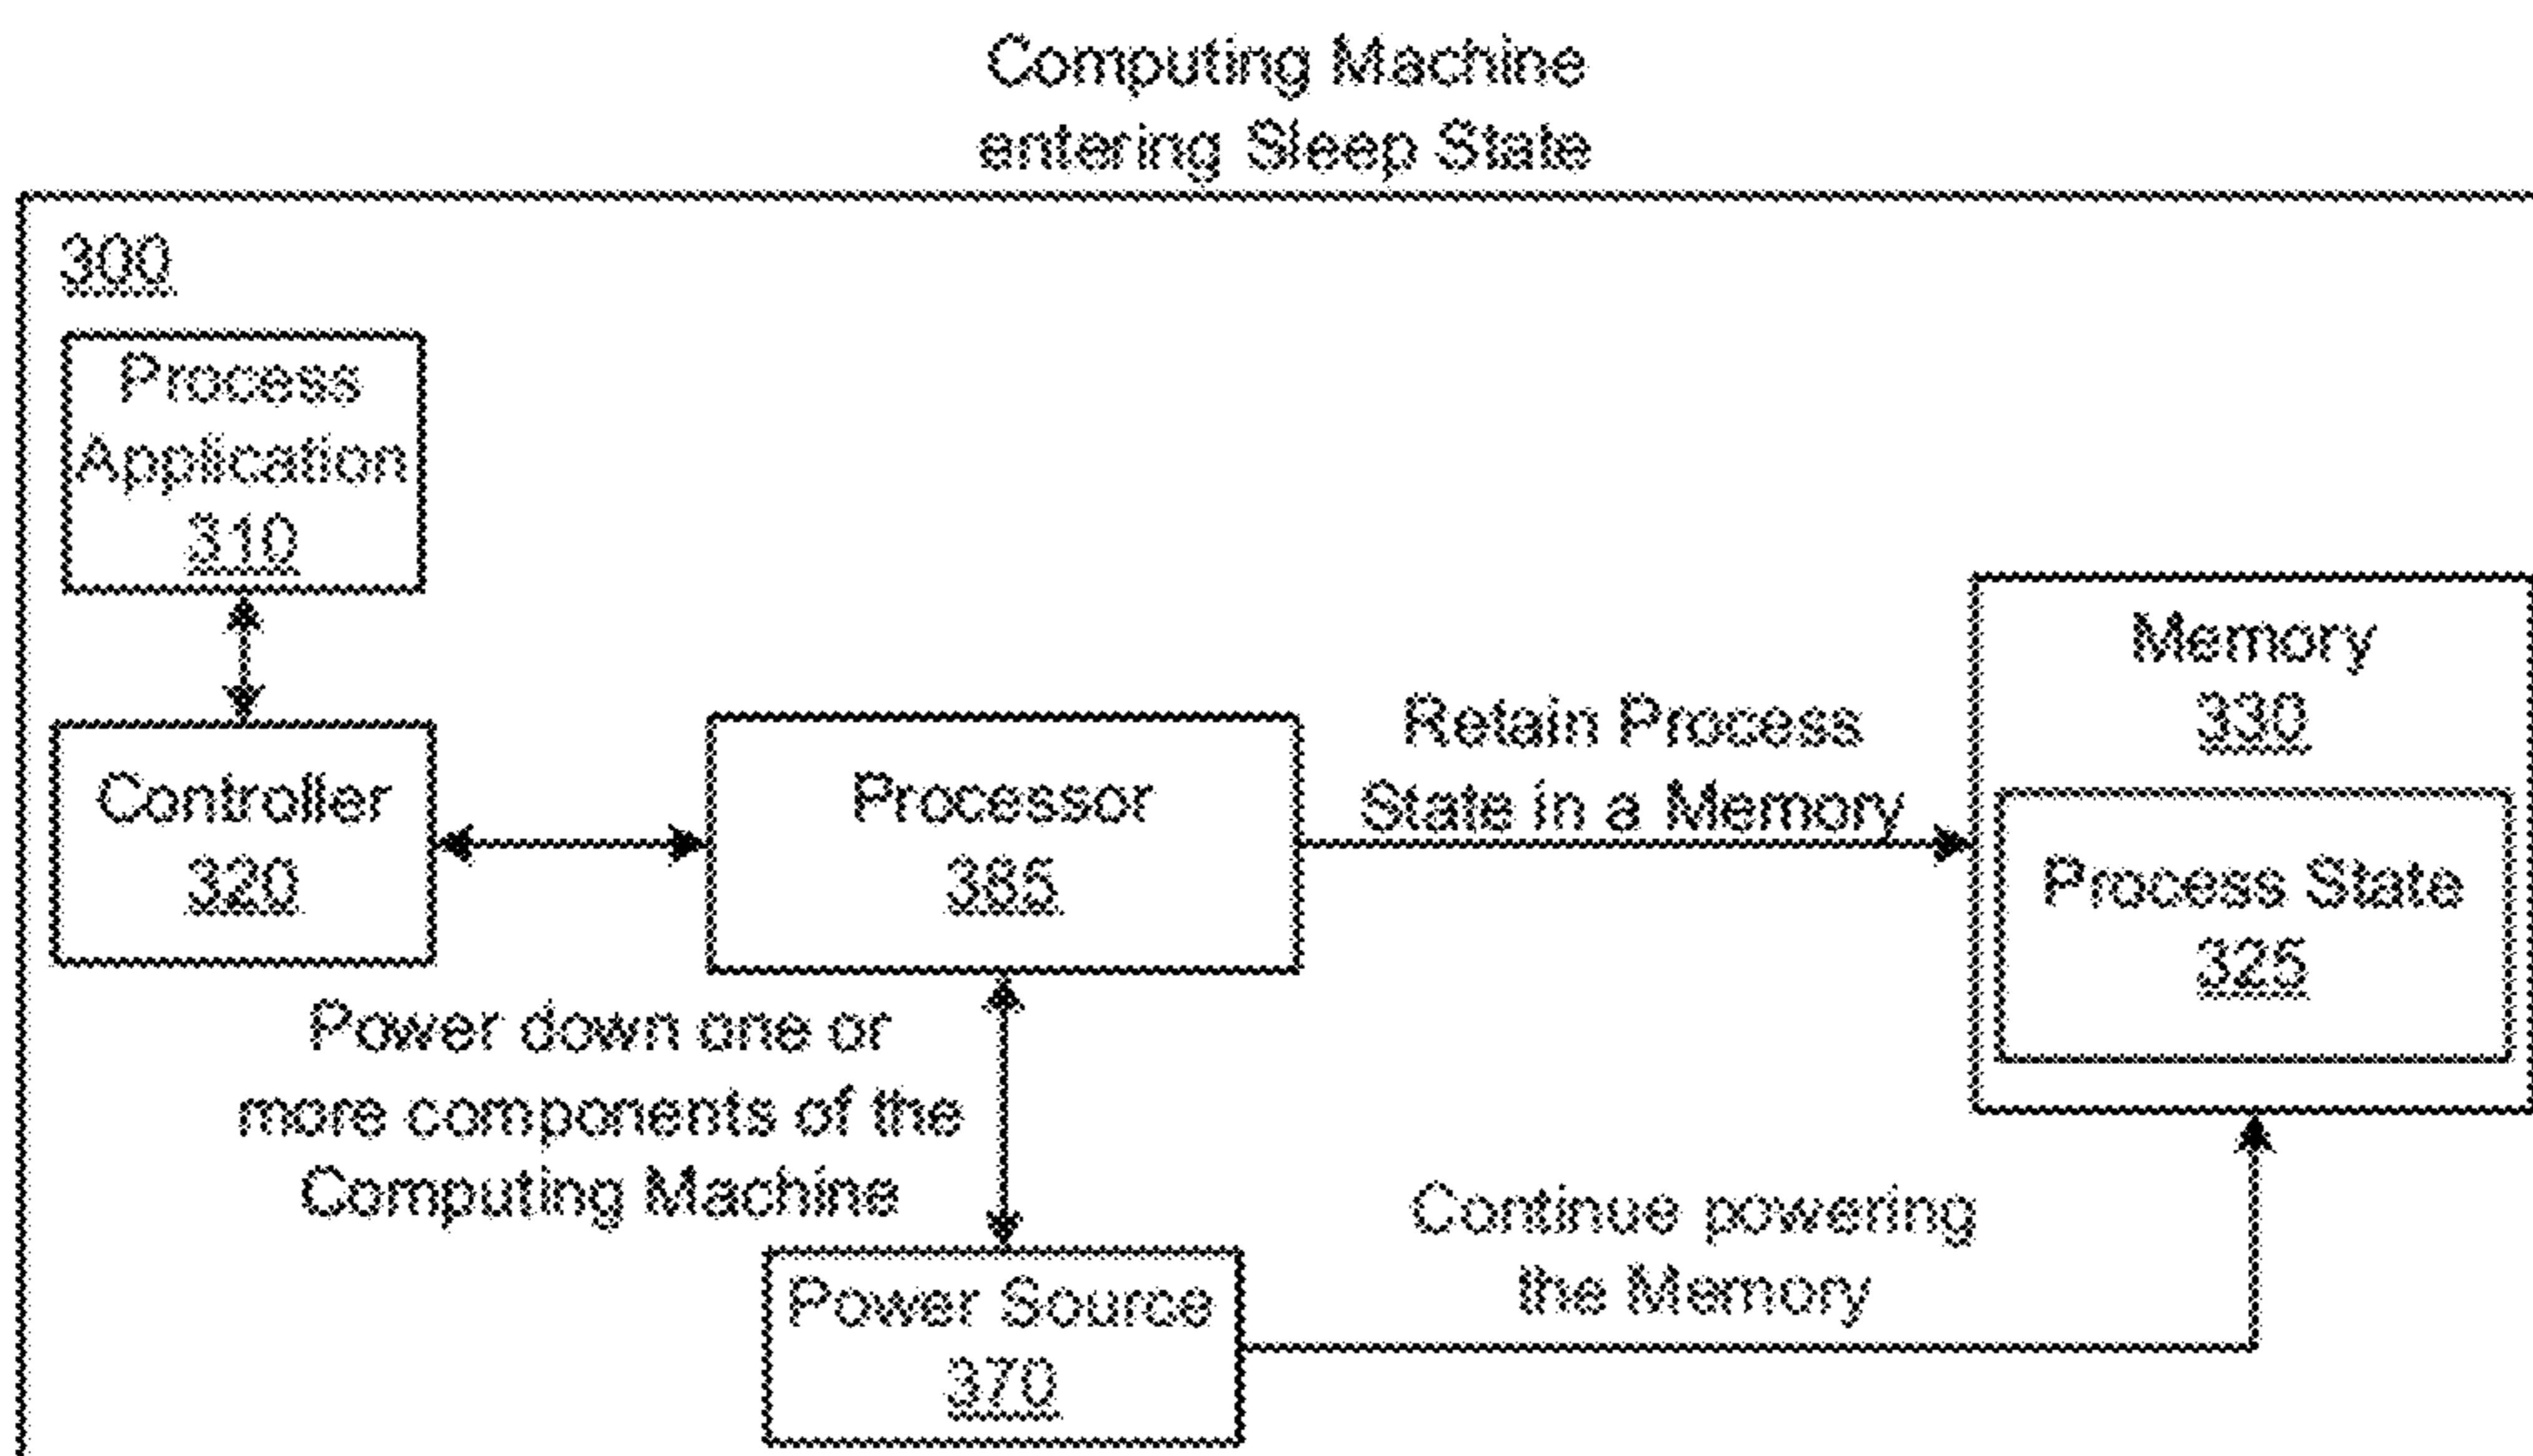 Computing Machine
entering Sleep State
300
Process
Application
310
Controller
320
Processor
385
Retain Process
State in a Memory
Memory
330
Process State
325
Power down one or
more components of the
Computing Machine
Power Source
370
Continue powering
the Memory